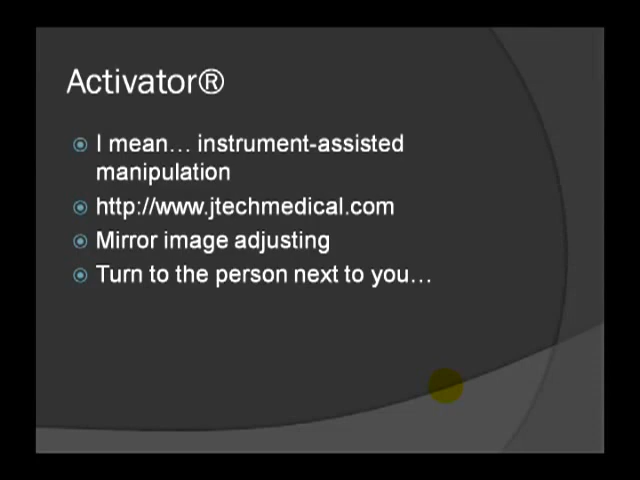 Activator®
I mean… instrument-assisted
manipulation
http://www.jtechmedical.com
Mirror image adjusting
Turn to the person next to you…